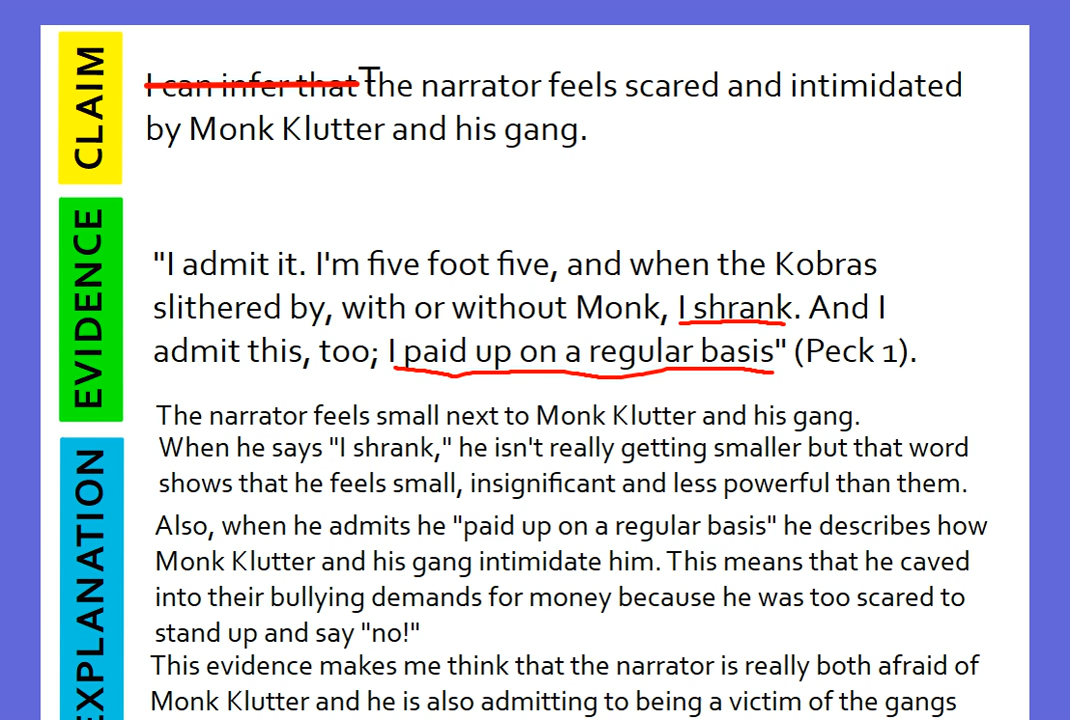 CLAIM
I can infer that The narrator feels scared and intimidated
by Monk Klutter and his gang.
EVIDENCE
"I admit it. I'm five foot five, and when the Kobras
slithered by, with or without Monk, I shrank. And I
admit this, too; I paid up on a regular basis" (Peck 1).
EXPLANATION
The narrator feels small next to Monk Klutter and his gang.
When he says "I shrank," he isn't really getting smaller but that word
shows that he feels small, insignificant and less powerful than them.
Also, when he admits he "paid up on a regular basis" he describes how
Monk Klutter and his gang intimidate him. This means that he caved
into their bullying demands for money because he was too scared to
stand up and say "no!"
This evidence makes me think that the narrator is really both afraid of
Monk Klutter and he is also admitting to being a victim of the gangs